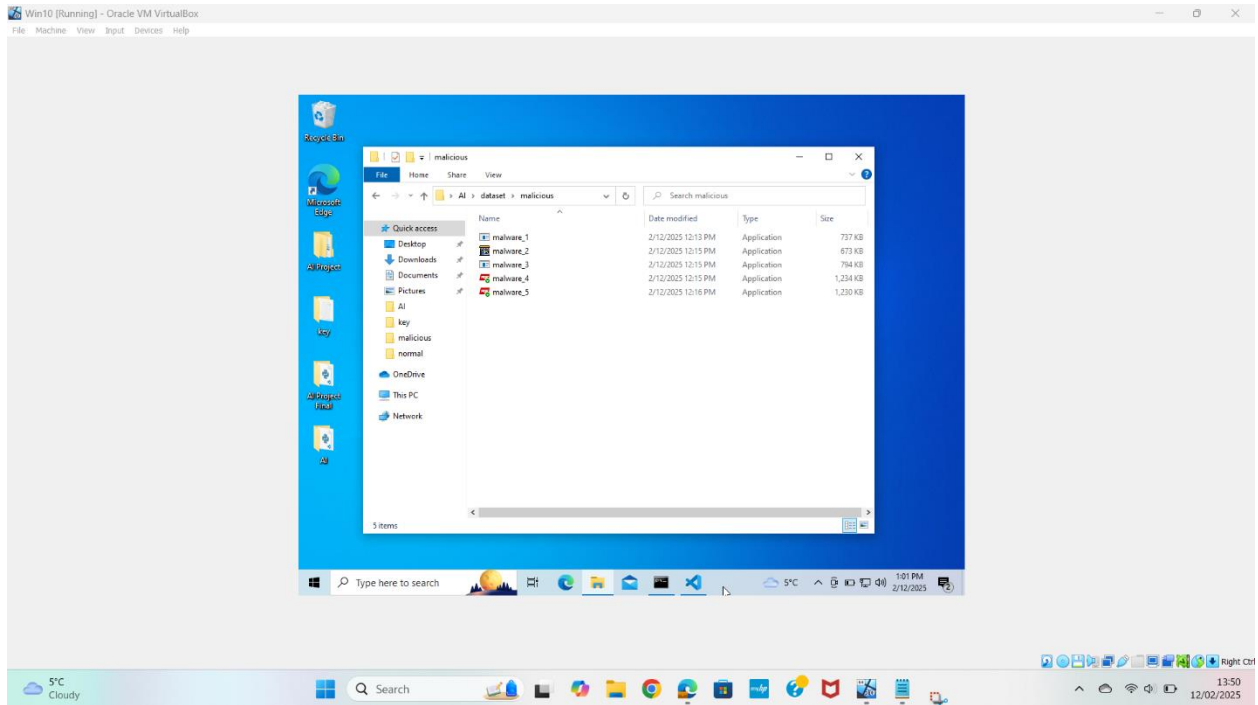 Win10 [Running] - Oracle VM VirtualBox
File Machine View Input Devices Help
Recycle Bin
Microsoft
Edge
AI Project
key
AI Project
Final
AI
malicious
File Home Share View
AI > dataset > malicious
Search malicious
Name Date modified Type Size
malware_1 2/12/2025 12:13 PM Application 737 KB
malware_2 2/12/2025 12:15 PM Application 673 KB
malware_3 2/12/2025 12:15 PM Application 794 KB
malware_4 2/12/2025 12:15 PM Application 1,234 KB
malware_5 2/12/2025 12:16 PM Application 1,230 KB
Quick access
Desktop
Downloads
Documents
Pictures
AI
key
malicious
normal
OneDrive
This PC
Network
5 items
Type here to search
5°C
1:01 PM
2/12/2025
2
Right Ctrl
5°C
Cloudy
Search
13:50
12/02/2025